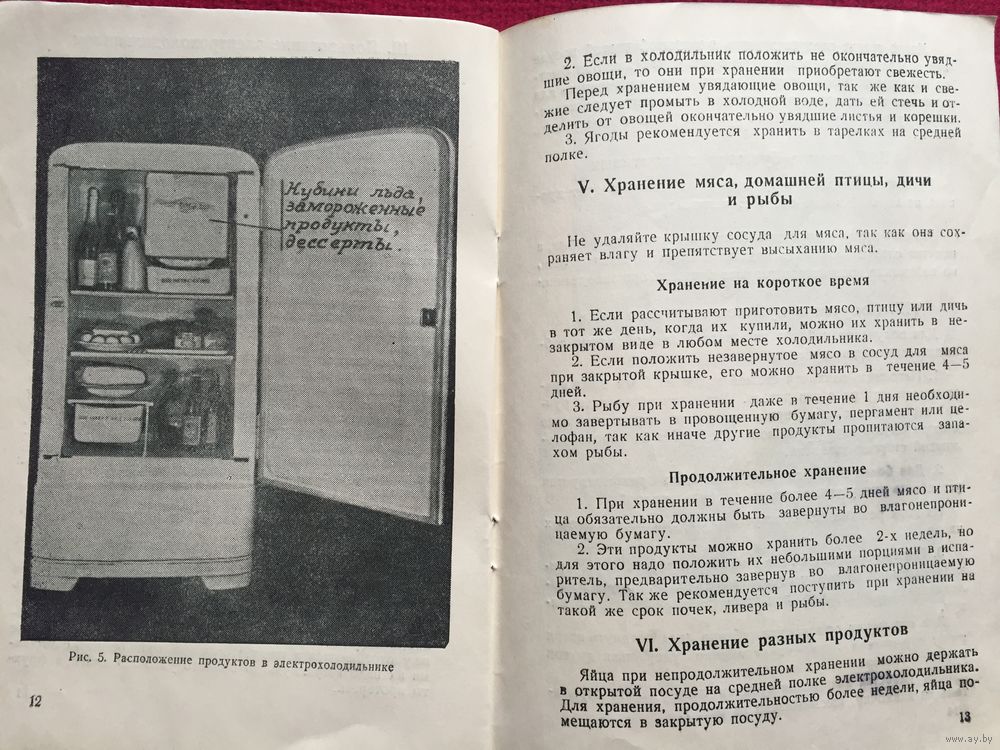 Кубики льда,
замороженные
продукты,
дессерты.
Рис. 5. Расположение продуктов в электрохолодильнике
12
2. Если в холодильник положить не окончательно увяд-
шие овощи, то они при хранении приобретают свежесть.
Перед хранением увядающие овощи, так же как и све-
жие следует промыть в холодной воде, дать ей стечь и от-
делить от овощей окончательно увядшие листья и корешки.
3. Ягоды рекомендуется хранить в тарелках на средней
полке.
V. Хранение мяса, домашней птицы, дичи
и рыбы
Не удаляйте крышку сосуда для мяса, так как она сох-
раняет влагу и препятствует высыханию мяса.
Хранение на короткое время
1. Если рассчитывают приготовить мясо, птицу или дичь
в тот же день, когда их купили, можно их хранить в не-
закрытом виде в любом месте холодильника.
2. Если положить незавернутое мясо в сосуд для мяса
при закрытой крышке, его можно хранить в течение 4—5
дней.
3. Рыбу при хранении даже в течение 1 дня необходи-
мо завертывать в провощенную бумагу, пергамент или це-
лофан, так как иначе другие продукты пропитаются запа-
хом рыбы.
Продолжительное хранение
1. При хранении в течение более 4—5 дней мясо и пти-
ца обязательно должны быть завернуты во влагонепрони-
цаемую бумагу.
2. Эти продукты можно хранить более 2-х недель, но
для этого надо положить их небольшими порциями в испа-
ритель, предварительно завернув во влагонепроницаемую
бумагу. Так же рекомендуется поступить при хранении на
такой же срок почек, ливера и рыбы.
VI. Хранение разных продуктов
Яйца при непродолжительном хранении можно держать
в открытой посуде на средней полке электрохолодильника.
Для хранения, продолжительностью более недели, яйца по-
мещаются в закрытую посуду.
13
www.ay.by